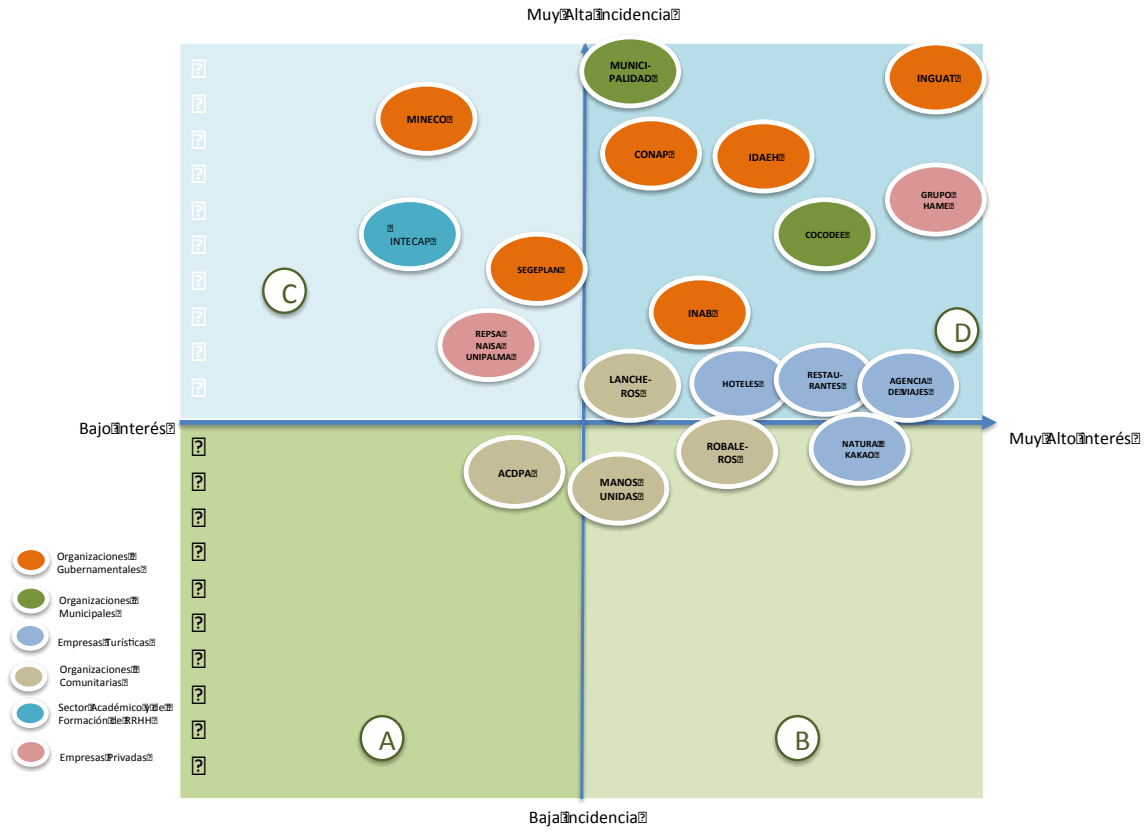 Muy Alta Incidencia
MUNICI-
PALIDAD
INGUAT
MINECO
CONAP
IDAEH
GRUPO
HAME
INTECAP
COCODEE
SEGEPLAN
C
INAB
REPSA
NAISA
UNIPALMA
D
LANCHE-
ROS
HOTELES
RESTAU-
RANTES
AGENCIA
DE VIAJES
Bajo Interés
Muy Alto Interés
ACDPA
MANOS
UNIDAS
ROBALE-
ROS
NATURA
KAKAO
Organizaciones
Gubernamentales
Organizaciones
Municipales
Empresas Turísticas
Organizaciones
Comunitarias
Sector Académico y de
Formación de RRHH
Empresas Privadas
A
B
Baja Incidencia